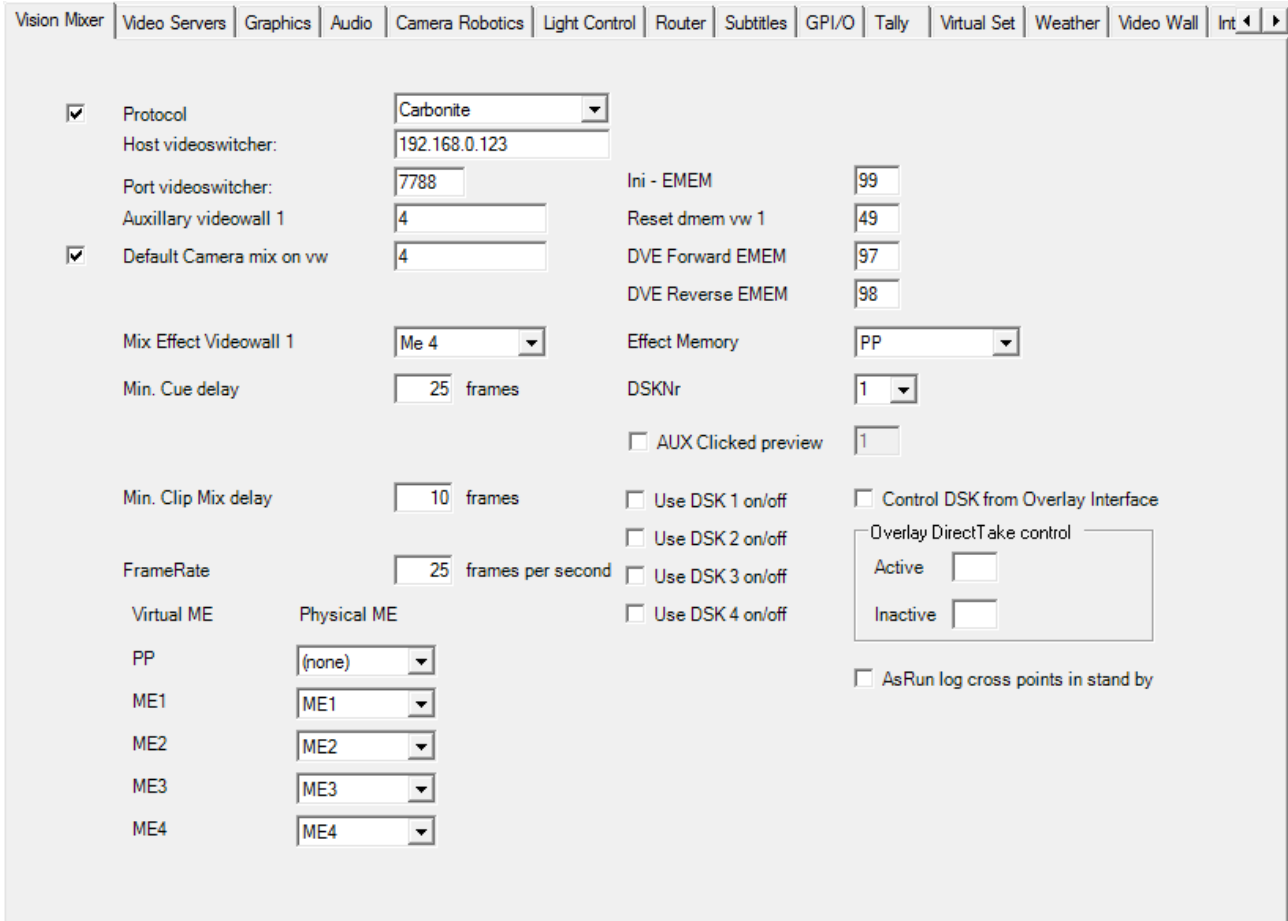 Vision Mixer Video Servers Graphics Audio Camera Robotics Light Control Router Subtitles GPI/O Tally Virtual Set Weather Video Wall Int
Protocol Carbonite
Host videoswitcher: 192.168.0.123
Port videoswitcher: 7788 Ini - EMEM 99
Auxillary videowall 1 4 Reset dmem vw 1 49
Default Camera mix on vw 4 DVE Forward EMEM 97
DVE Reverse EMEM 98
Mix Effect Videowall 1 Me 4 Effect Memory PP
Min. Cue delay 25 frames DSKNr 1
AUX Clicked preview 1
Min. Clip Mix delay 10 frames Use DSK 1 on/off Control DSK from Overlay Interface
Use DSK 2 on/off Overlay DirectTake control
FrameRate 25 frames per second Use DSK 3 on/off Active
Virtual ME Physical ME Use DSK 4 on/off Inactive
PP (none)
AsRun log cross points in stand by
ME1 ME1
ME2 ME2
ME3 ME3
ME4 ME4